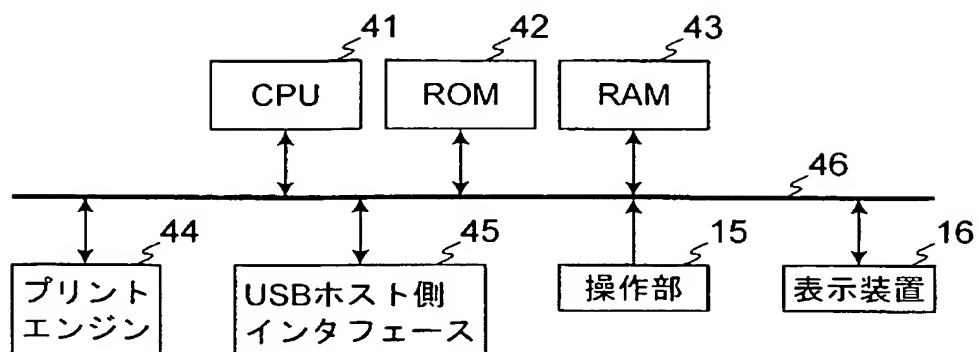 41
42
43
CPU
ROM
RAM
46
44
45
15
16
プリント
エンジン
USBホスト側
インタフェース
操作部
表示装置